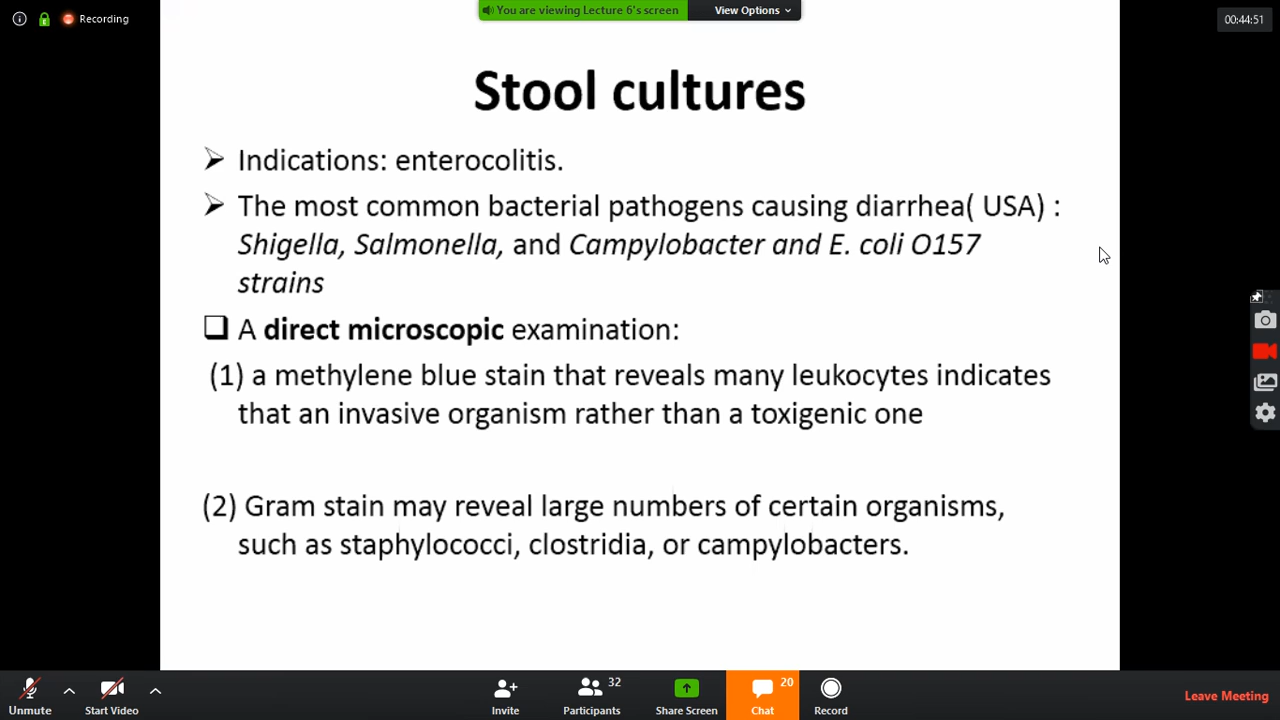 Recording
You are viewing Lecture 6's screen
View Options
00:44:51
Stool cultures
Indications: enterocolitis.
The most common bacterial pathogens causing diarrhea( USA) :
Shigella, Salmonella, and Campylobacter and E. coli O157
strains
A direct microscopic examination:
(1) a methylene blue stain that reveals many leukocytes indicates
that an invasive organism rather than a toxigenic one
(2) Gram stain may reveal large numbers of certain organisms,
such as staphylococci, clostridia, or campylobacters.
Unmute
Start Video
Invite
32
Participants
Share Screen
20
Chat
Record
Leave Meeting